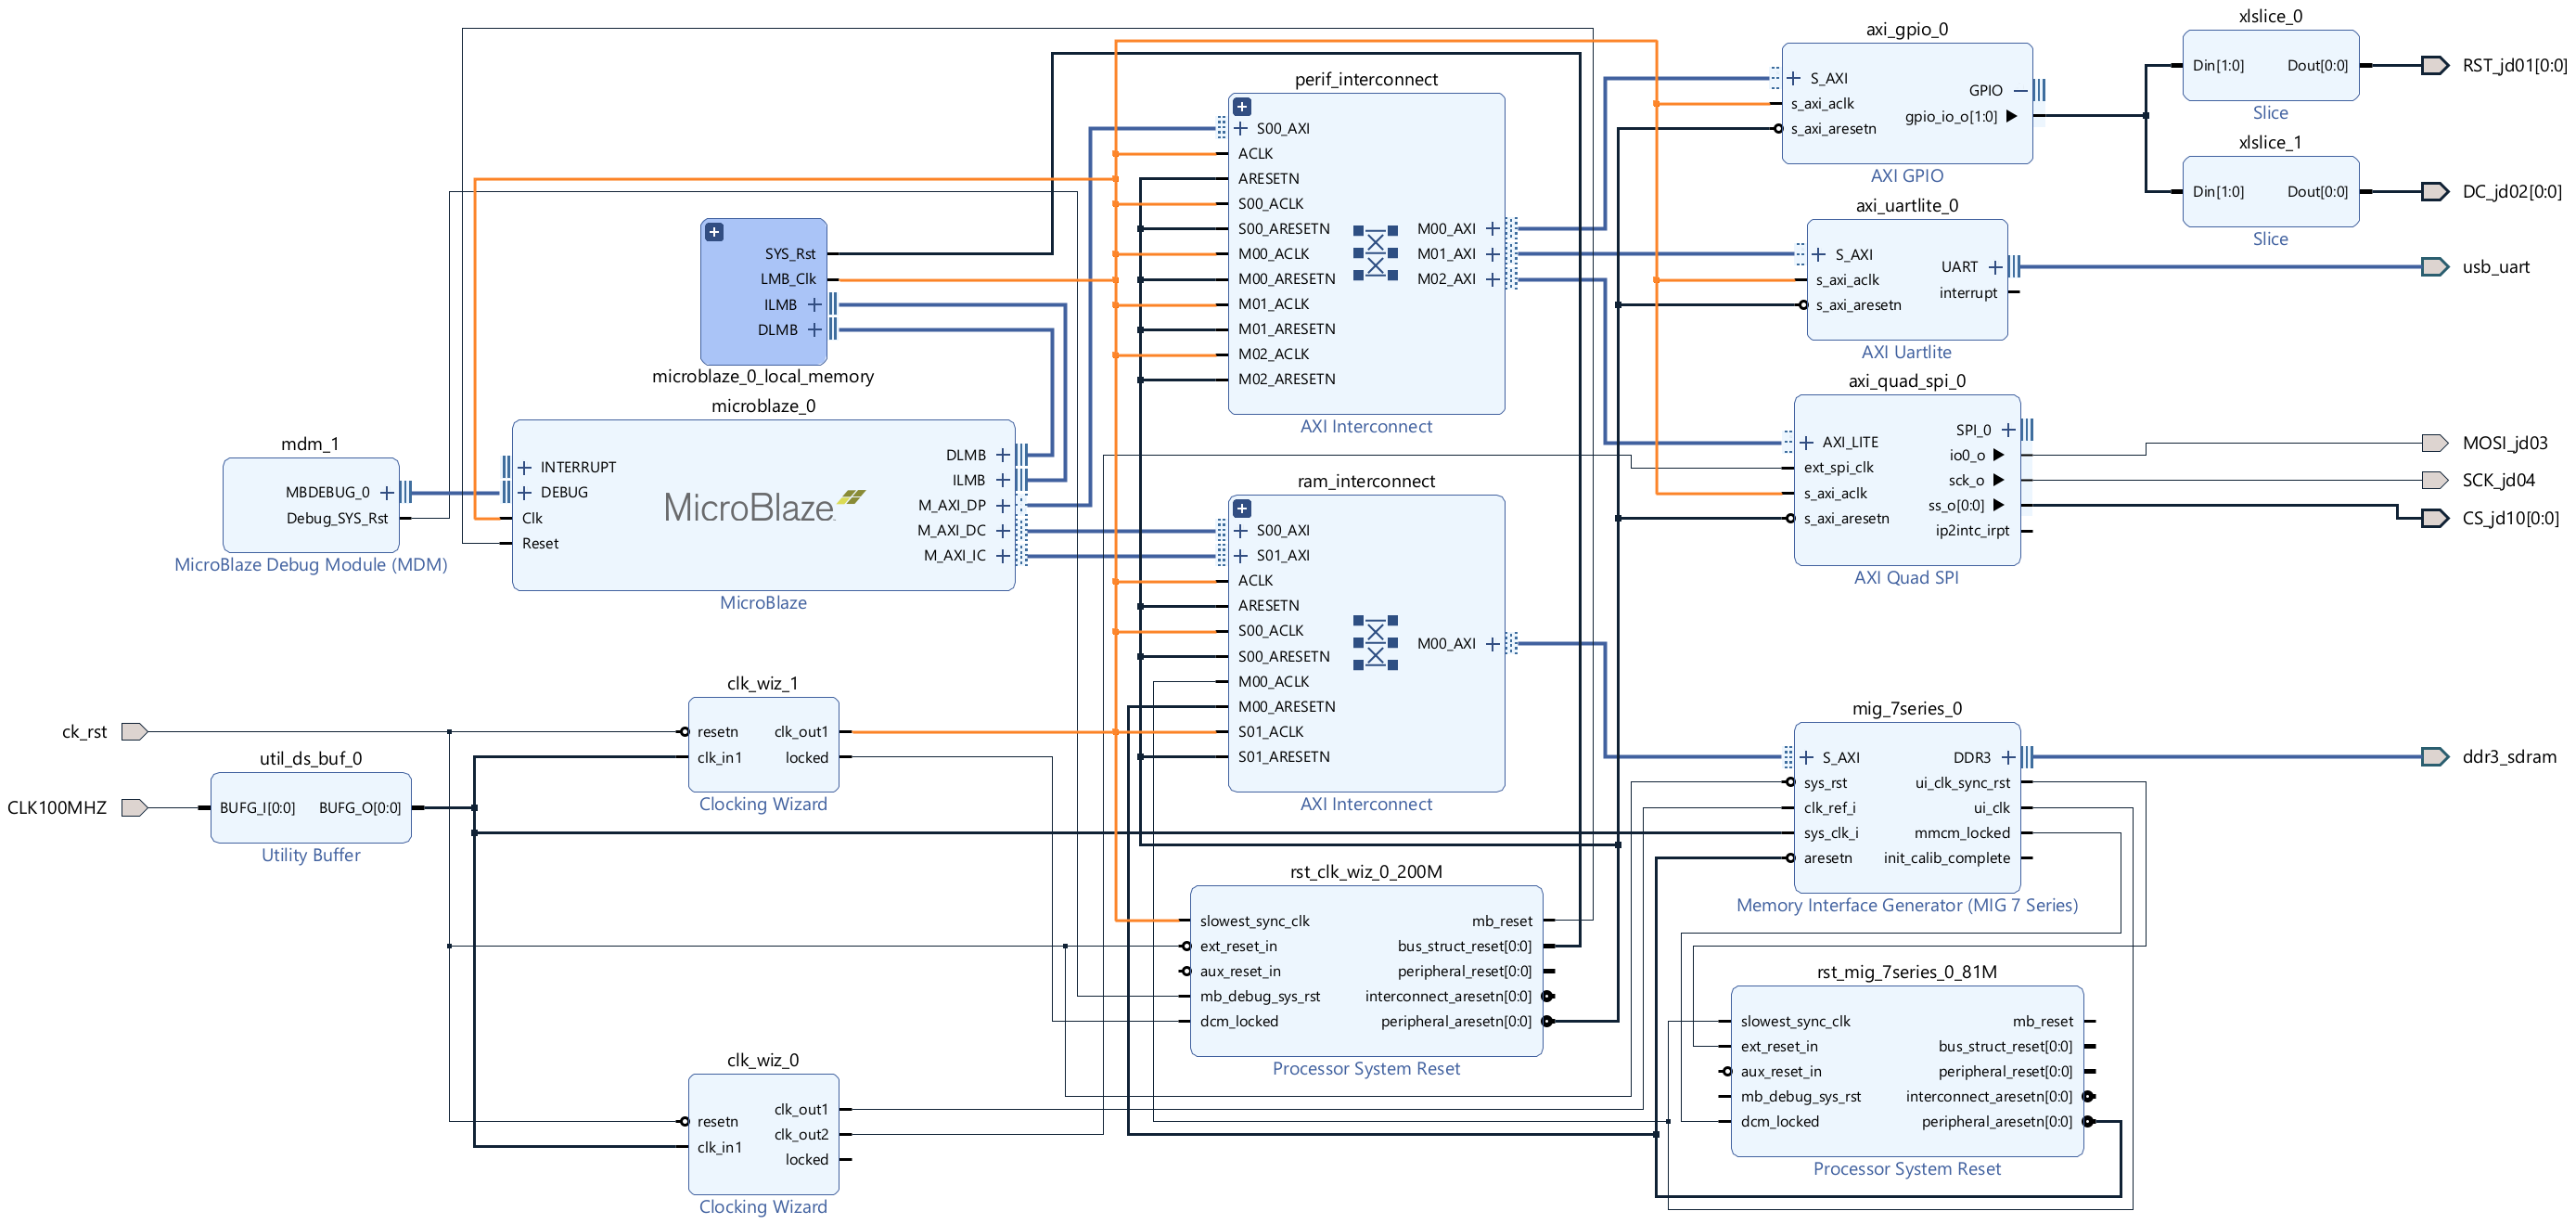 mdm_1
MBDEBUG_0
Debug_SYS_Rst
MicroBlaze Debug Module (MDM)
ck_rst
CLK100MHZ
util_ds_buf_0
BUFG_I[0:0]
BUFG_O[0:0]
Utility Buffer
SYS_Rst
LMB_Clk
ILMB
DLMB
microblaze_0_local_memory
microblaze_0
INTERRUPT
DEBUG
Clk
Reset
MicroBlaze
DLMB
ILMB
M_AXI_DP
M_AXI_DC
M_AXI_IC
MicroBlaze
clk_wiz_1
resetn
clk_in1
clk_out1
locked
Clocking Wizard
clk_wiz_0
resetn
clk_in1
clk_out1
clk_out2
locked
Clocking Wizard
perif_interconnect
S00_AXI
ACLK
ARESETN
S00_ACLK
S00_ARESETN
M00_ACLK
M00_ARESETN
M01_ACLK
M01_ARESETN
M02_ACLK
M02_ARESETN
M00_AXI
M01_AXI
M02_AXI
AXI Interconnect
ram_interconnect
S00_AXI
S01_AXI
ACLK
ARESETN
S00_ACLK
S00_ARESETN
M00_ACLK
M00_ARESETN
S01_ACLK
S01_ARESETN
M00_AXI
AXI Interconnect
rst_clk_wiz_0_200M
slowest_sync_clk
ext_reset_in
aux_reset_in
mb_debug_sys_rst
dcm_locked
mb_reset
bus_struct_reset[0:0]
peripheral_reset[0:0]
interconnect_aresetn[0:0]
peripheral_aresetn[0:0]
Processor System Reset
axi_gpio_0
S_AXI
s_axi_aclk
s_axi_aresetn
GPIO
gpio_io_o[1:0]
AXI GPIO
axi_uartlite_0
S_AXI
s_axi_aclk
s_axi_aresetn
UART
interrupt
AXI Uartlite
axi_quad_spi_0
AXI_LITE
ext_spi_clk
s_axi_aclk
s_axi_aresetn
SPI_0
io0_o
sck_o
ss_o[0:0]
ip2intc_irpt
AXI Quad SPI
mig_7series_0
S_AXI
sys_rst
clk_ref_i
sys_clk_i
aresetn
DDR3
ui_clk_sync_rst
ui_clk
mmcm_locked
init_calib_complete
Memory Interface Generator (MIG 7 Series)
rst_mig_7series_0_81M
slowest_sync_clk
ext_reset_in
aux_reset_in
mb_debug_sys_rst
dcm_locked
mb_reset
bus_struct_reset[0:0]
peripheral_reset[0:0]
interconnect_aresetn[0:0]
peripheral_aresetn[0:0]
Processor System Reset
xlslice_0
Din[1:0]
Dout[0:0]
Slice
xlslice_1
Din[1:0]
Dout[0:0]
Slice
RST_jd01[0:0]
DC_jd02[0:0]
usb_uart
MOSI_jd03
SCK_jd04
CS_jd10[0:0]
ddr3_sdram